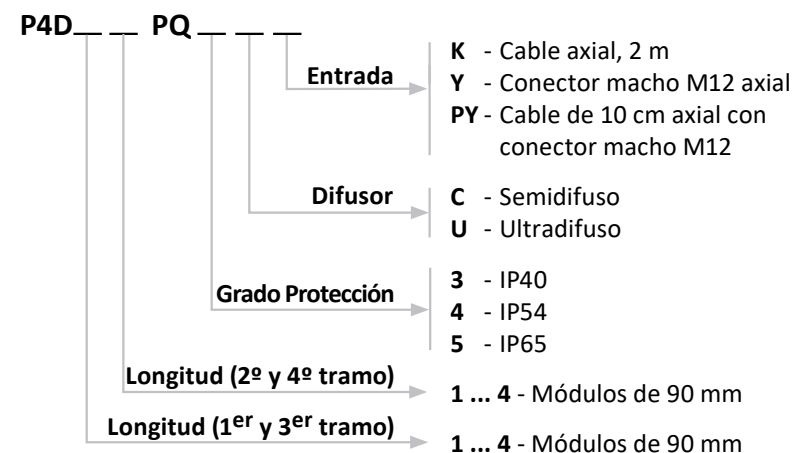 P4D__ __ PQ __ __ __
Entrada
K - Cable axial, 2 m
Y - Conector macho M12 axial
PY - Cable de 10 cm axial con
conector macho M12
Difusor
C - Semidifuso
U - Ultradifuso
Grado Protección
3 - IP40
4 - IP54
5 - IP65
Longitud (2º y 4º tramo)
1 ... 4 - Módulos de 90 mm
Longitud (1er y 3er tramo)
1 ... 4 - Módulos de 90 mm